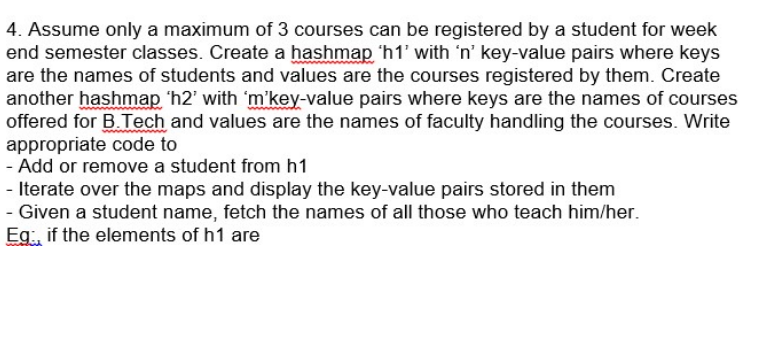 4. Assume only a maximum of 3 courses can be registered by a student for week
end semester classes. Create a hashmap ‘h1’ with ‘n’ key-value pairs where keys
are the names of students and values are the courses registered by them. Create
another hashmap ‘h2’ with ‘m’key-value pairs where keys are the names of courses
offered for B.Tech and values are the names of faculty handling the courses. Write
appropriate code to
- Add or remove a student from h1
- Iterate over the maps and display the key-value pairs stored in them
- Given a student name, fetch the names of all those who teach him/her.
Eg:, if the elements of h1 are